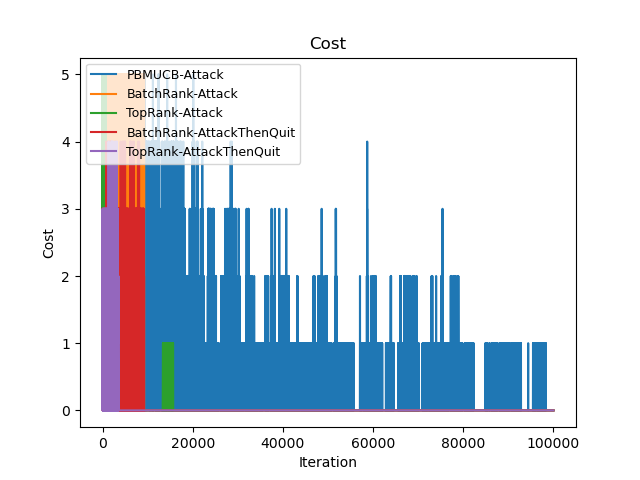 Cost
PBMUCB-Attack
BatchRank-Attack
TopRank-Attack
BatchRank-AttackThenQuit
TopRank-AttackThenQuit
5
4
3
2
1
0
Cost
0 20000 40000 60000 80000 100000
Iteration